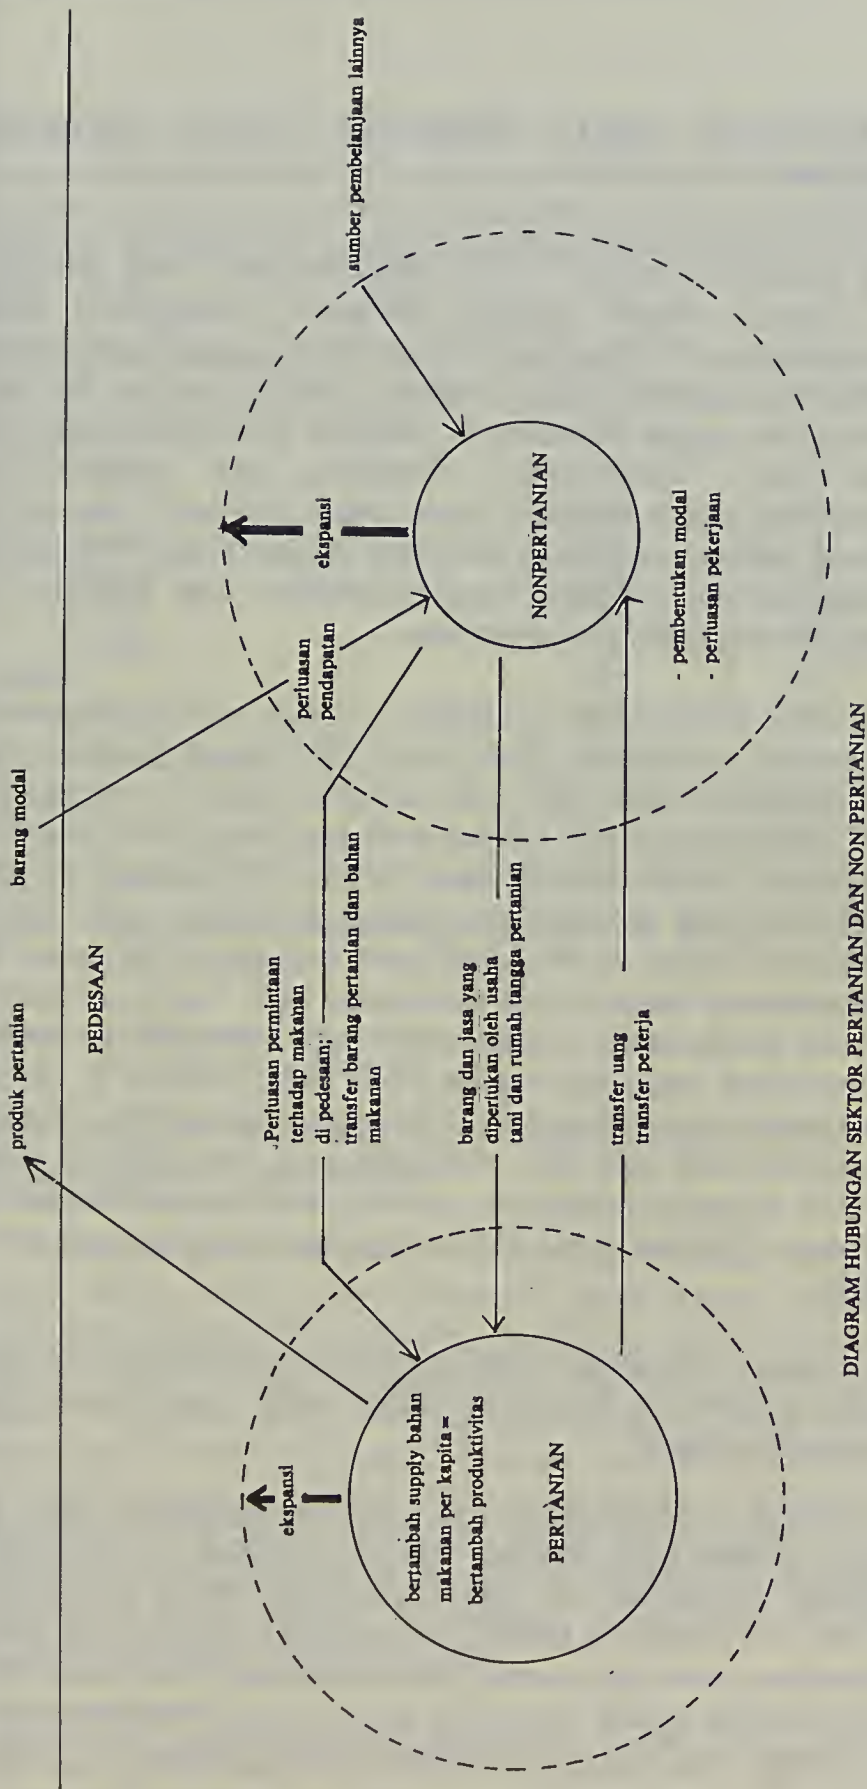 produk pertanian
barang modal
PEDESAAN
ekspansi
bertambah supply bahan
makanan per kapita =
bertambah produktivitas
PERTANIAN
Perluasan permintaan
terhadap makanan
di pedesaan;
transfer barang pertanian dan bahan
makanan
barang dan jasa yang
diperlukan oleh usaha
tani dan rumah tangga pertanian
transfer uang
transfer pekerja
perluasan
pendapatan
ekspansi
NONPERTANIAN
- pembentukan modal
- perluasan pekerjaan
sumber pembelanjaan lainnya
DIAGRAM HUBUNGAN SEKTOR PERTANIAN DAN NON PERTANIAN